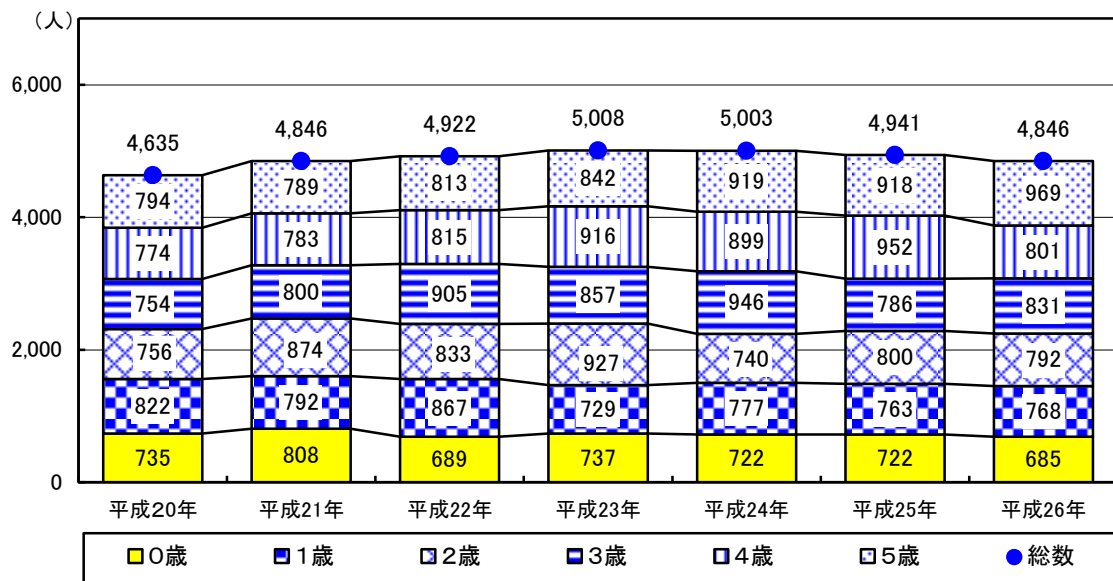 (人)
6,000
4,635 4,846 4,922 5,008 5,003 4,941 4,846
794 789 813 842 919 918 969
4,000
774 783 815 916 899 952 801
754 800 905 857 946 786 831
2,000
756 874 833 927 740 800 792
822 792 867 729 777 763 768
735 808 689 737 722 722 685
0
平成20年 平成21年 平成22年 平成23年 平成24年 平成25年 平成26年
0歳 1歳 2歳 3歳 4歳 5歳 総数